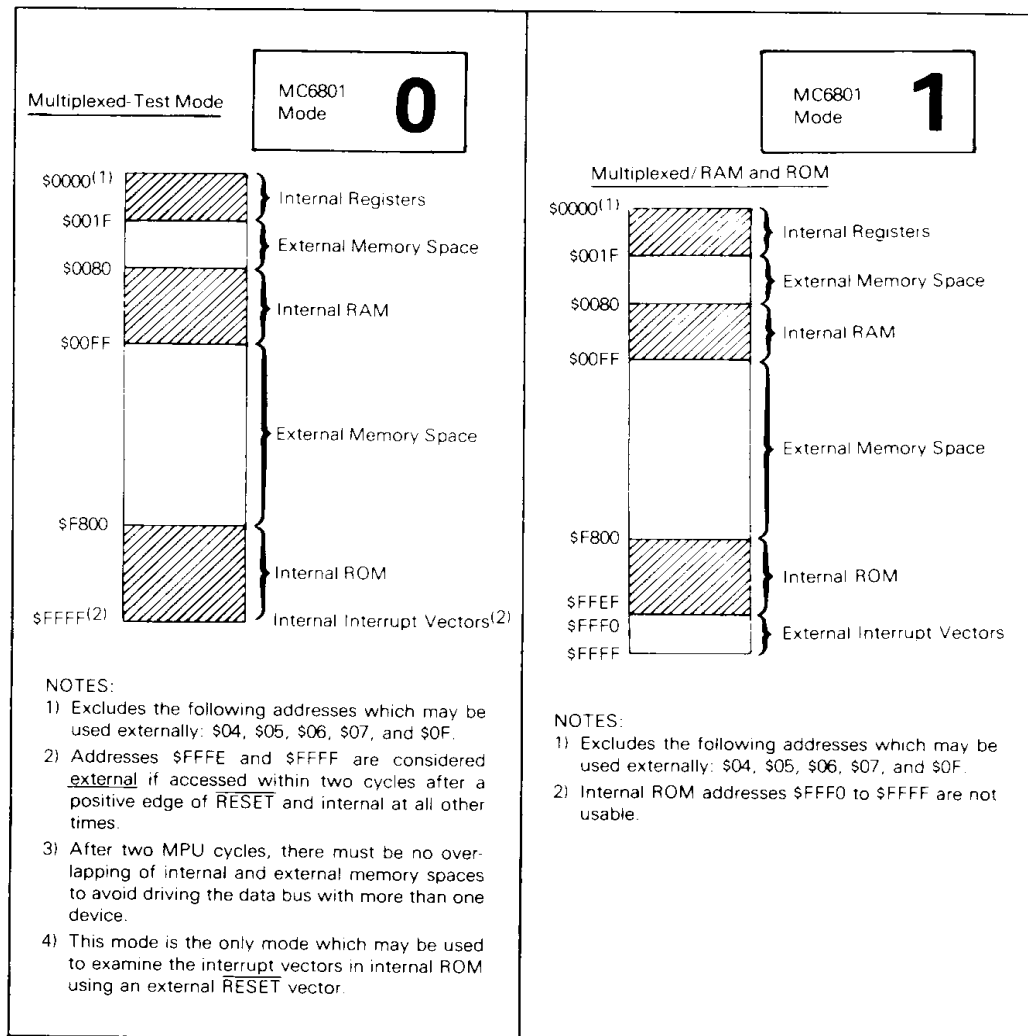 Multiplexed-Test Mode
MC6801
Mode
0
$0000(1)
Internal Registers
$001F
External Memory Space
$0080
Internal RAM
$00FF
External Memory Space
$F800
Internal ROM
$FFFF(2)
Internal Interrupt Vectors(2)
NOTES:
1) Excludes the following addresses which may be
used externally: $04, $05, $06, $07, and $0F.
2) Addresses $FFFE and $FFFF are considered
external if accessed within two cycles after a
positive edge of RESET and internal at all other
times.
3) After two MPU cycles, there must be no over-
lapping of internal and external memory spaces
to avoid driving the data bus with more than one
device.
4) This mode is the only mode which may be used
to examine the interrupt vectors in internal ROM
using an external RESET vector.
MC6801
Mode
1
Multiplexed/RAM and ROM
$0000(1)
Internal Registers
$001F
External Memory Space
$0080
Internal RAM
$00FF
External Memory Space
$F800
Internal ROM
$FFEF
$FFF0
External Interrupt Vectors
$FFFF
NOTES:
1) Excludes the following addresses which may be
used externally: $04, $05, $06, $07, and $0F.
2) Internal ROM addresses $FFF0 to $FFFF are not
usable.